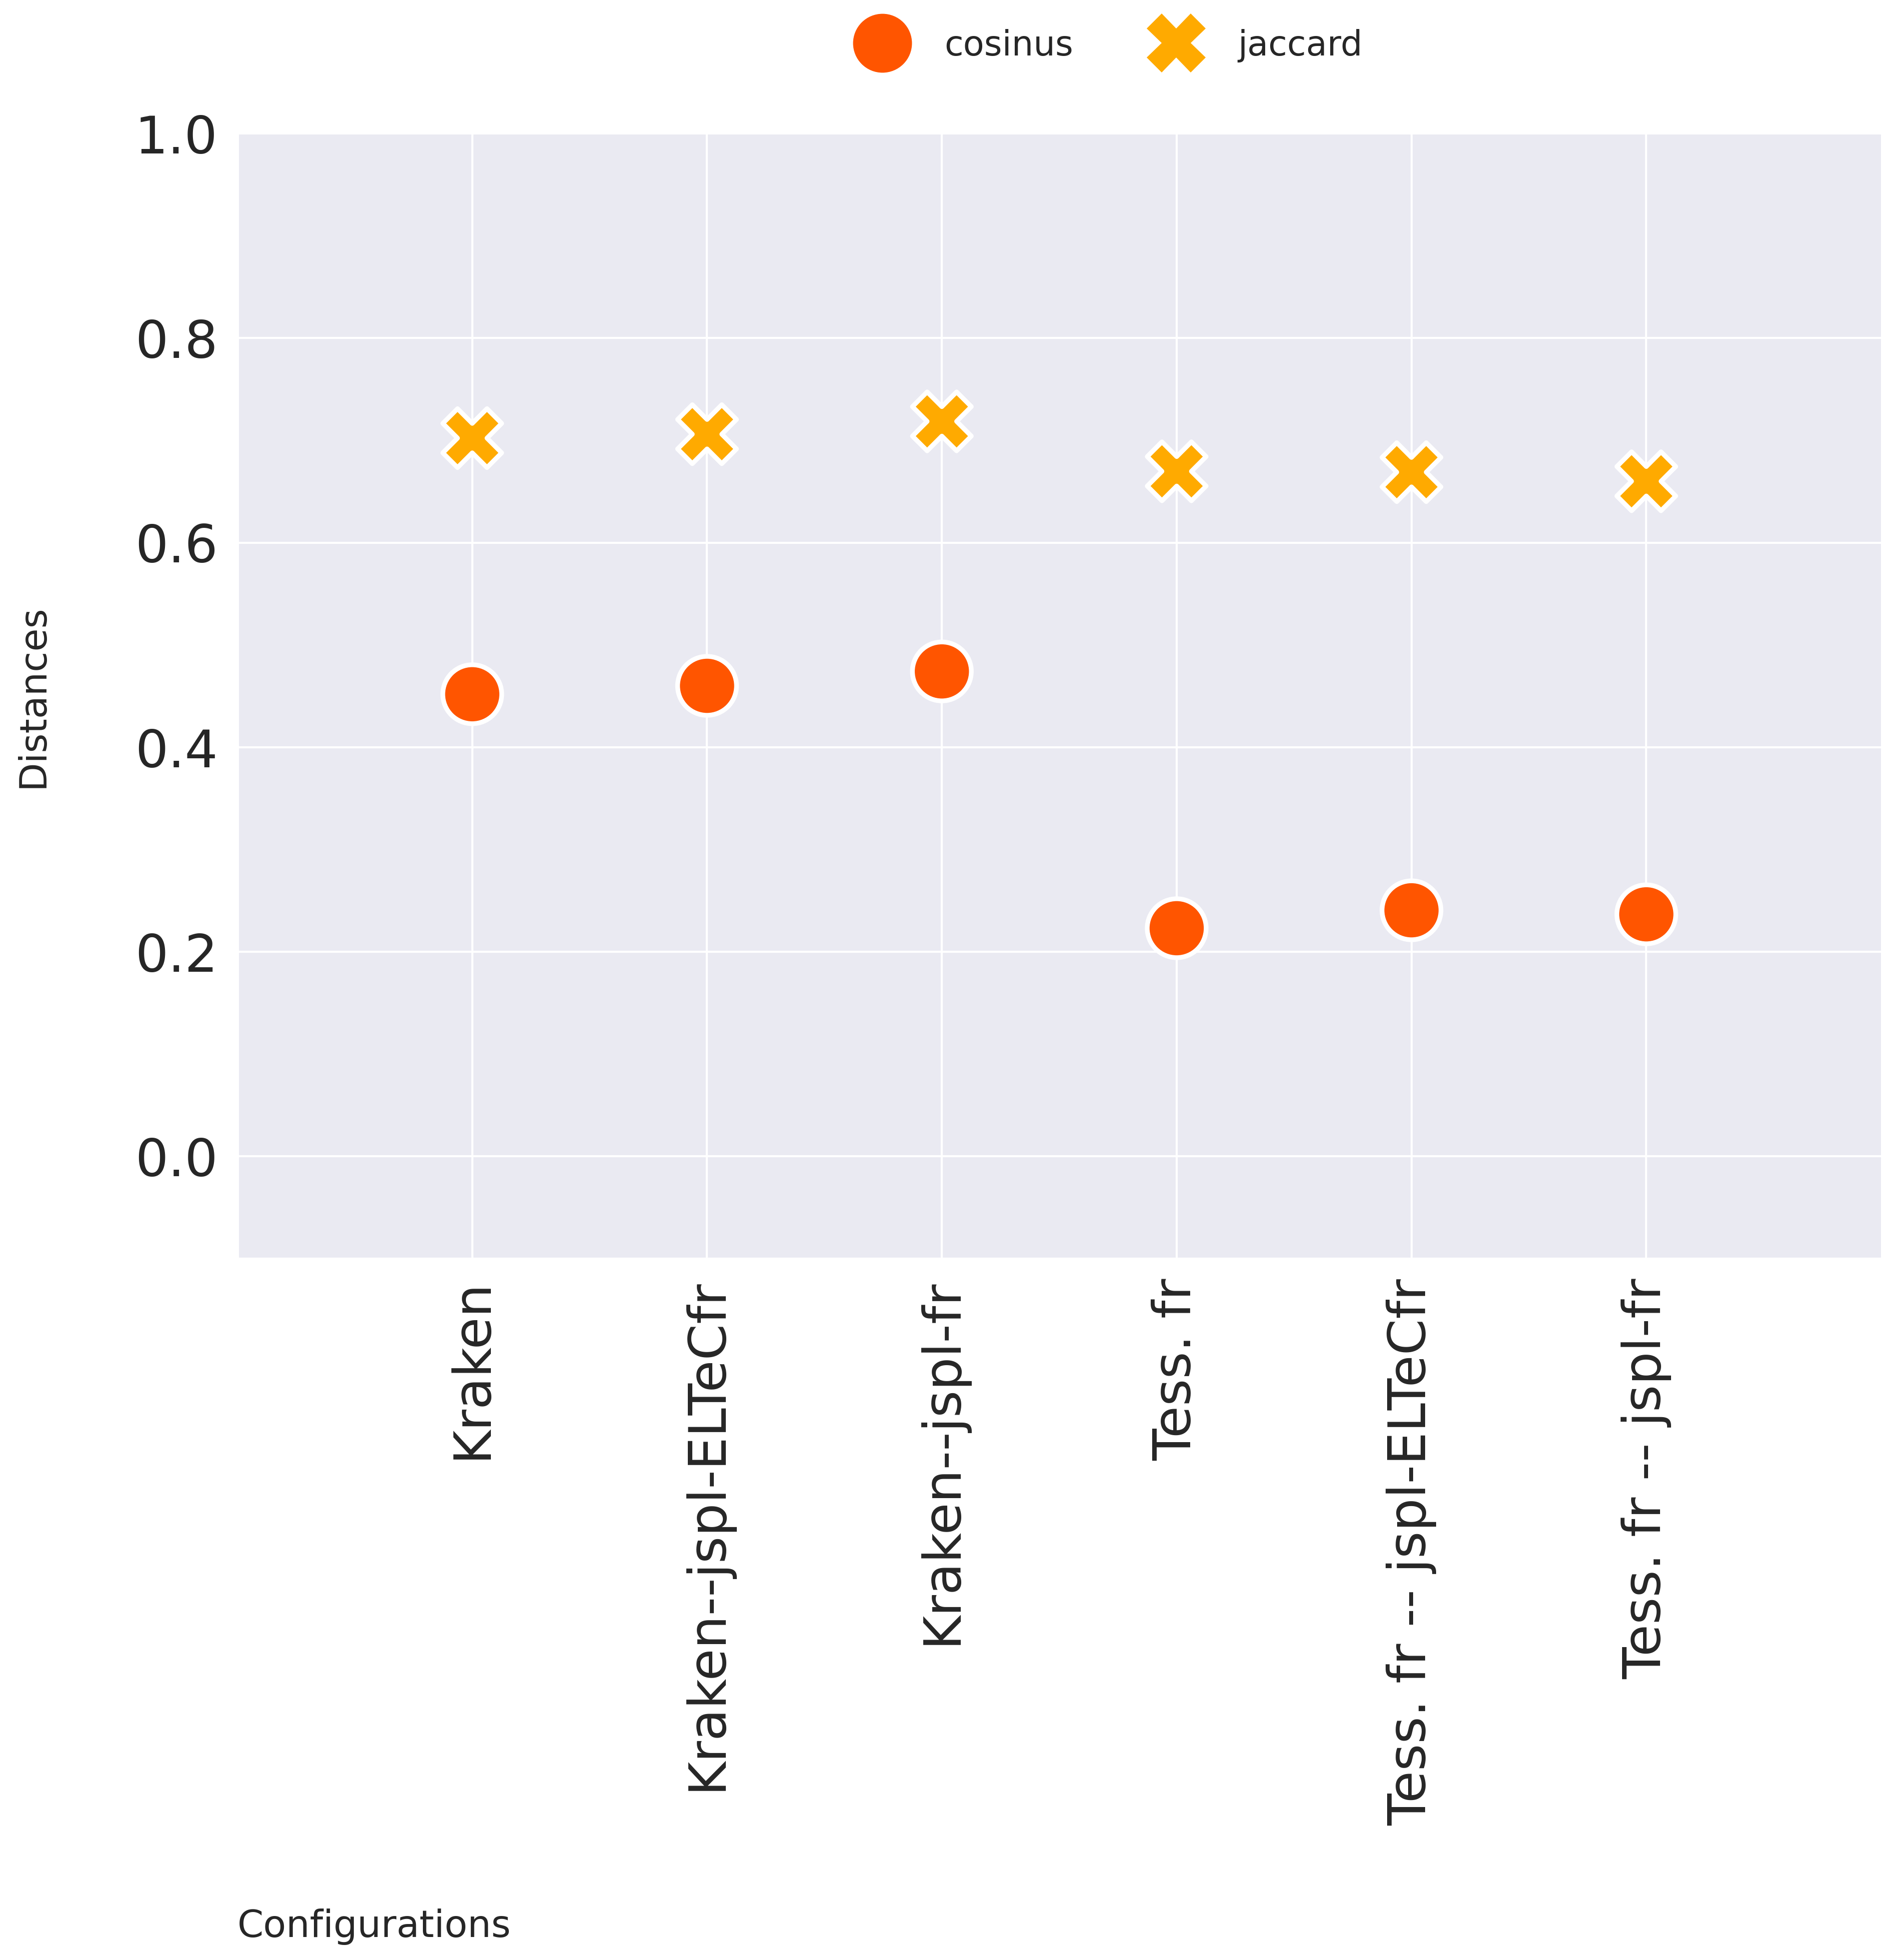 cosinus jaccard
1.0
0.8
0.6
0.4
0.2
0.0
Distances
Kraken
Kraken--jspl-ELTeCfr
Kraken--jspl-fr
Tess. fr
Tess. fr -- jspl-ELTeCfr
Tess. fr -- jspl-fr
Configurations